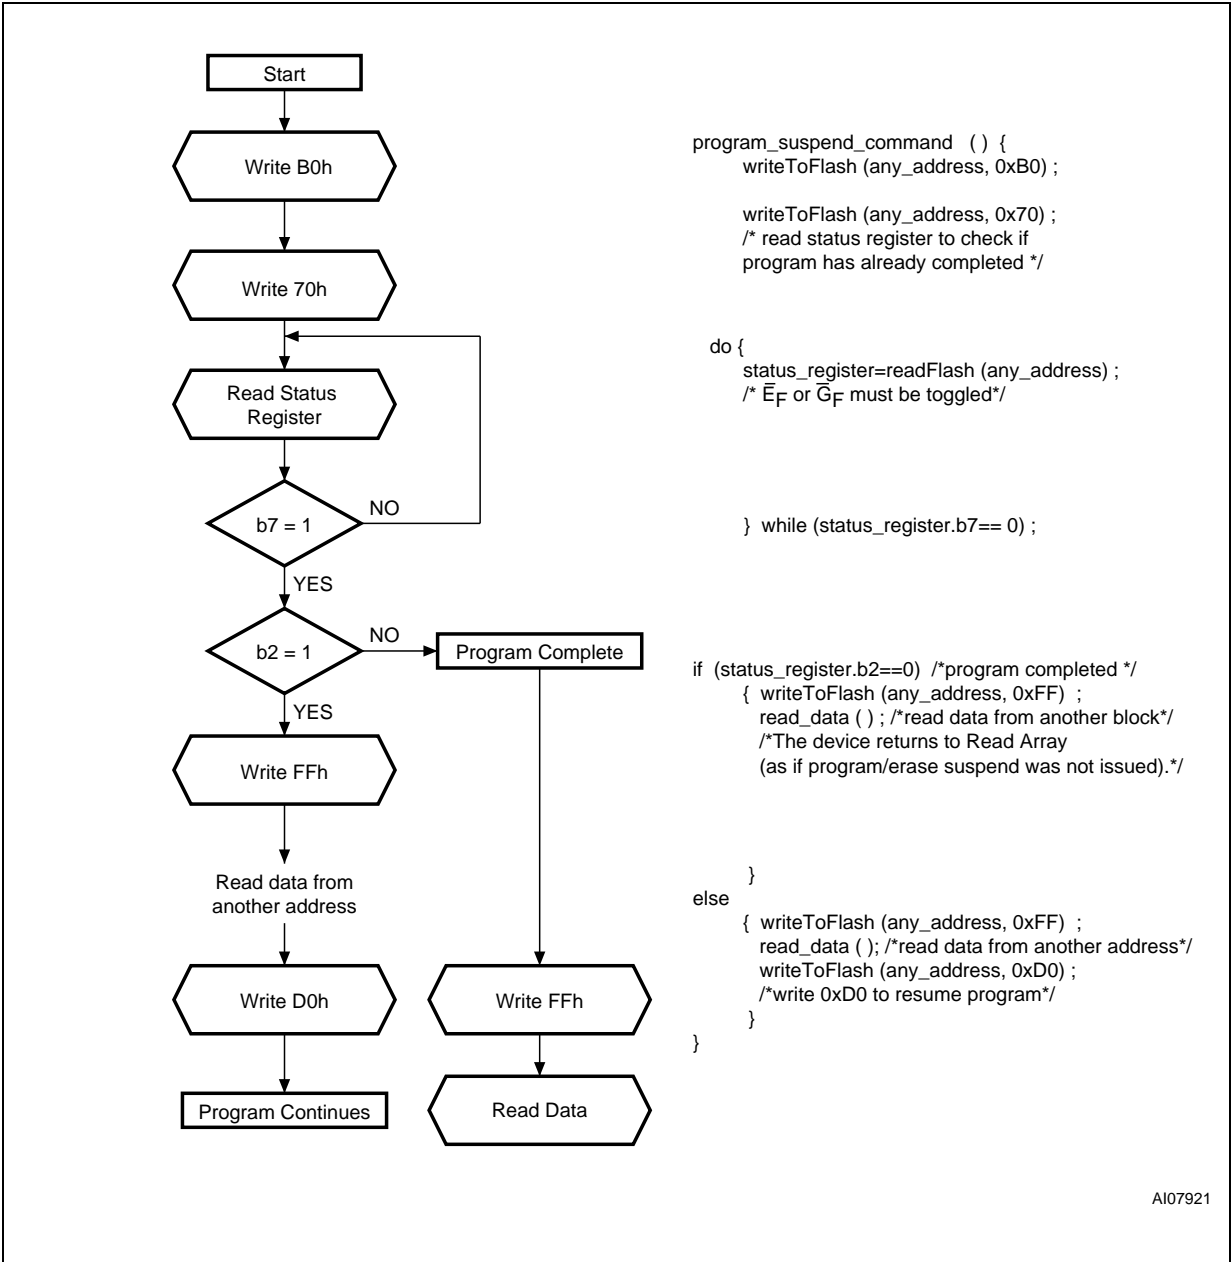 Start
Write B0h
Write 70h
Read Status
Register
b7 = 1
NO
YES
b2 = 1
NO
Program Complete
YES
Write FFh
Read data from
another address
Write D0h
Write FFh
Program Continues
Read Data
program_suspend_command ( ) {
writeToFlash (any_address, 0xB0) ;
writeToFlash (any_address, 0x70) ;
/* read status register to check if
program has already completed */
do {
status_register=readFlash (any_address) ;
/* E̅F or G̅F must be toggled*/
} while (status_register.b7== 0) ;
if (status_register.b2==0) /*program completed */
{ writeToFlash (any_address, 0xFF) ;
read_data ( ) ; /*read data from another block*/
/*The device returns to Read Array
(as if program/erase suspend was not issued).*/
}
else
{ writeToFlash (any_address, 0xFF) ;
read_data ( ); /*read data from another address*/
writeToFlash (any_address, 0xD0) ;
/*write 0xD0 to resume program*/
}
}
AI07921